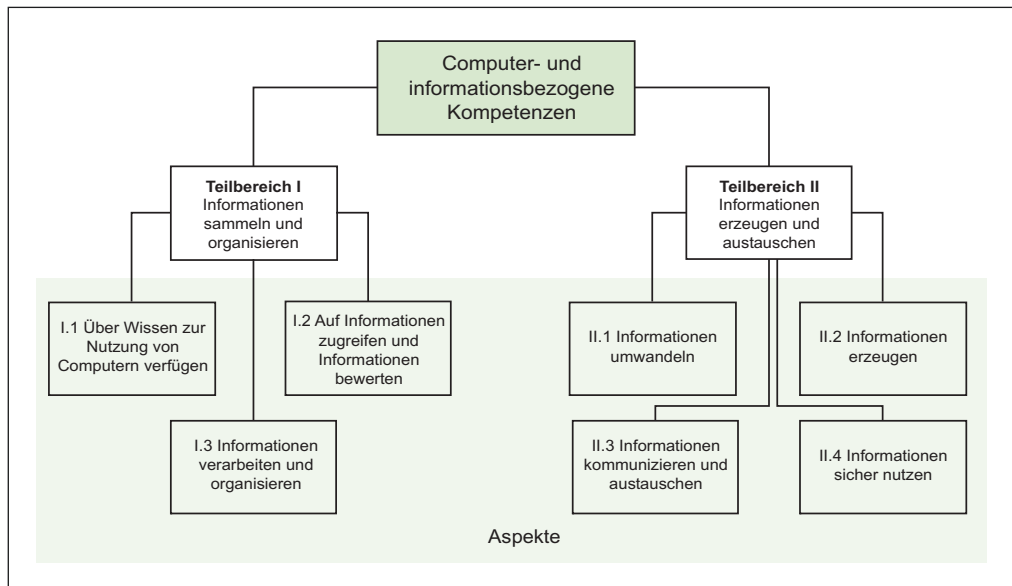 Computer- und
informationsbezogene
Kompetenzen
Teilbereich I
Informationen
sammeln und
organisieren
Teilbereich II
Informationen
erzeugen und
austauschen
I.1 Über Wissen zur
Nutzung von
Computern verfügen
I.2 Auf Informationen
zugreifen und
Informationen
bewerten
I.3 Informationen
verarbeiten und
organisieren
II.1 Informationen
umwandeln
II.2 Informationen
erzeugen
II.3 Informationen
kommunizieren und
austauschen
II.4 Informationen
sicher nutzen
Aspekte